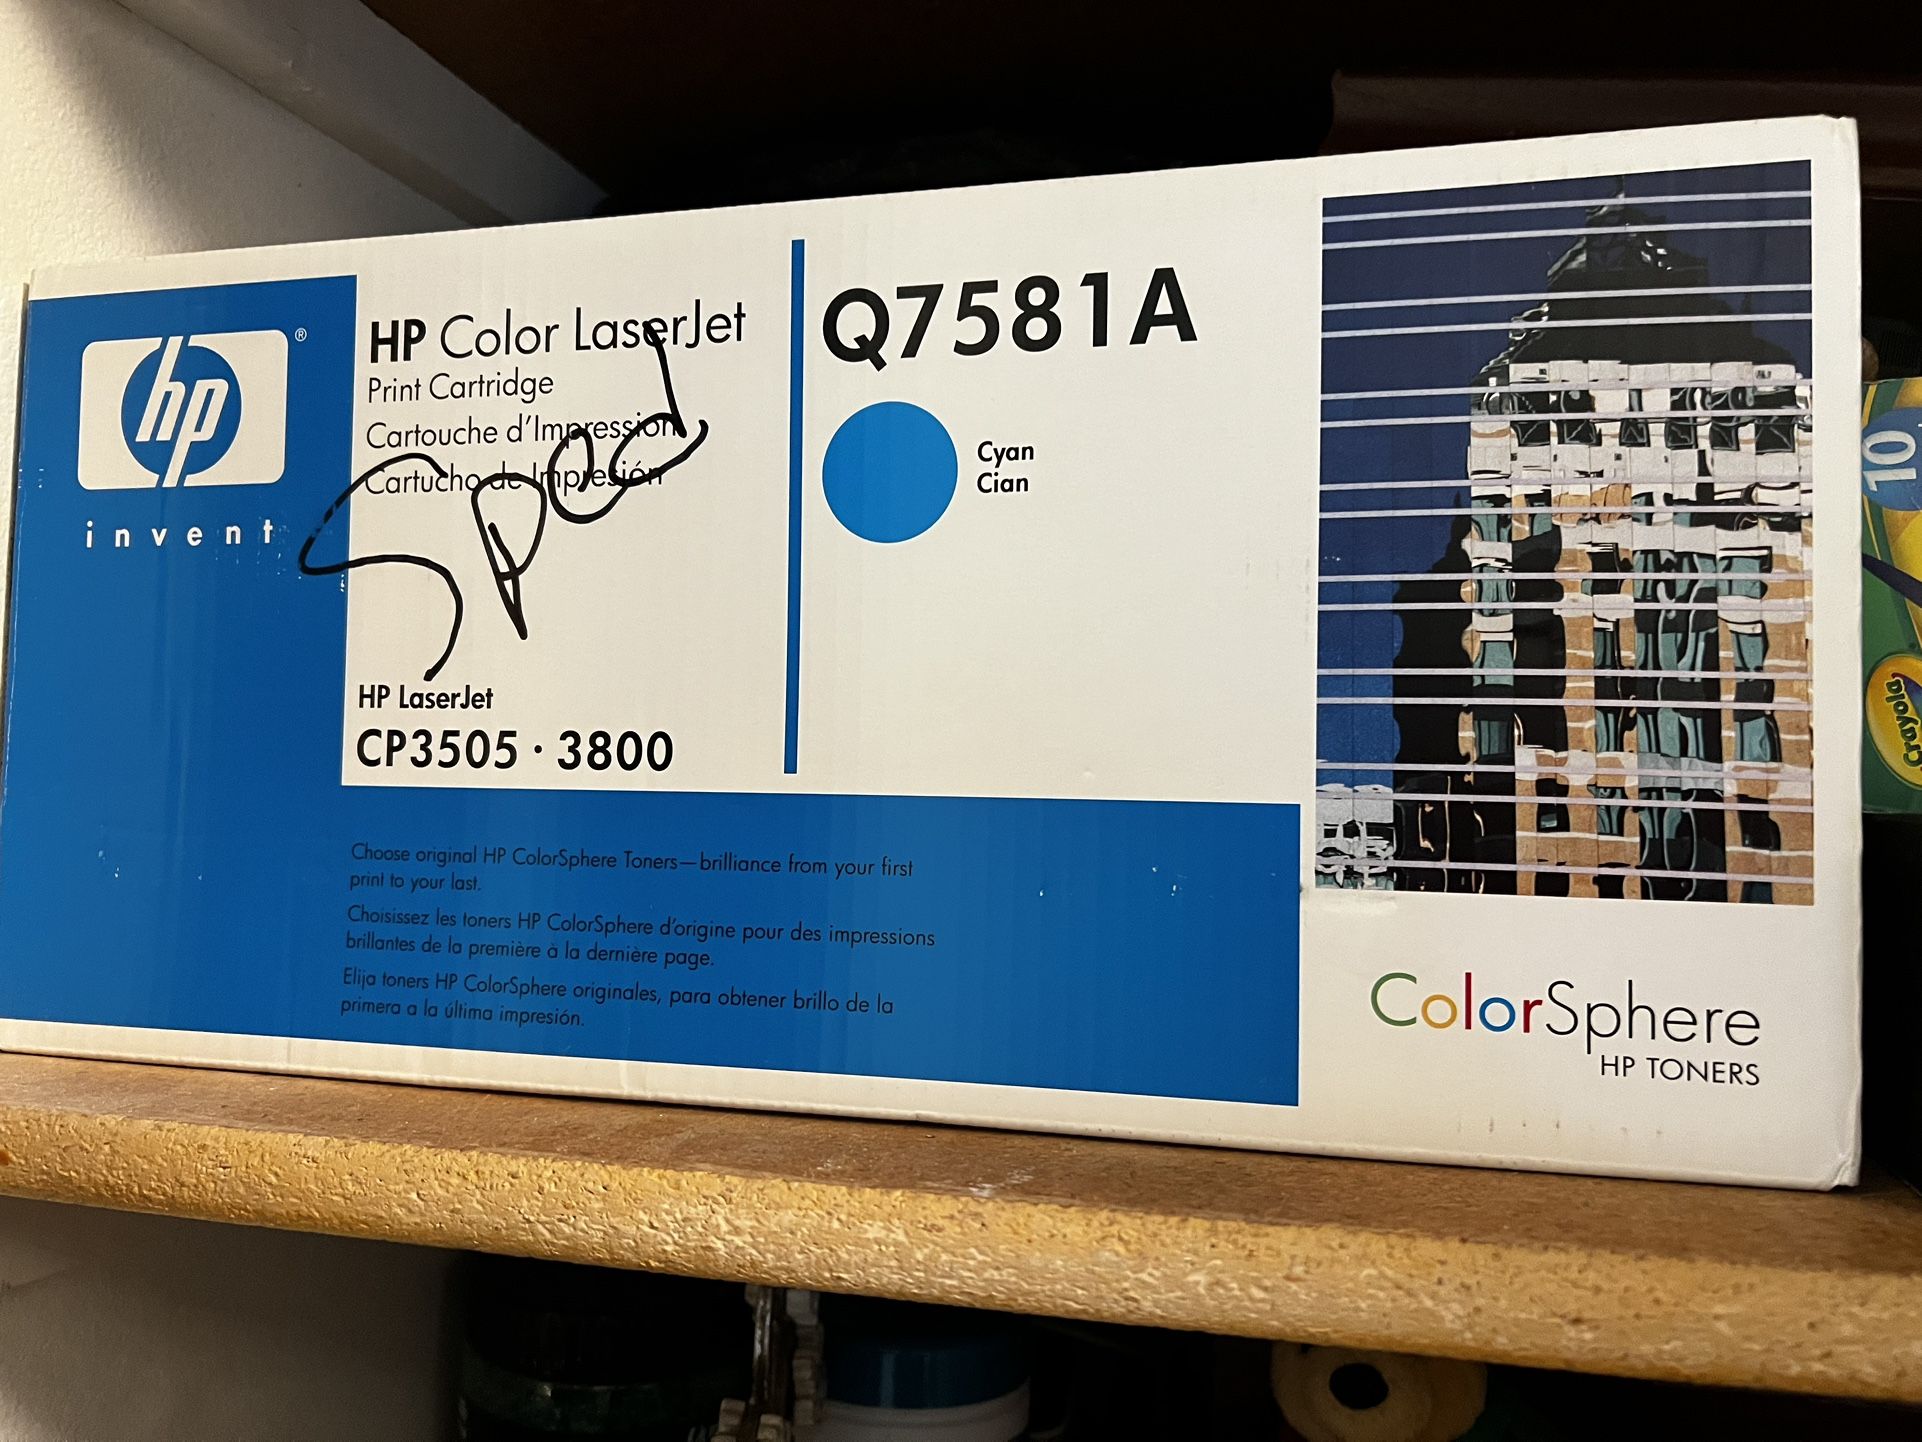 hp®
invent
HP Color LaserJet
Print Cartridge
Cartouche d'Impression
Cartucho de Impresión
Sped
HP LaserJet
CP3505 · 3800
Q7581A
Cyan
Cian
Choose original HP ColorSphere Toners—brilliance from your first
print to your last.
Choisissez les toners HP ColorSphere d'origine pour des impressions
brillantes de la première à la dernière page.
Elija toners HP ColorSphere originales, para obtener brillo de la
primera a la última impresión.
ColorSphere
HP TONERS
10
Crayola